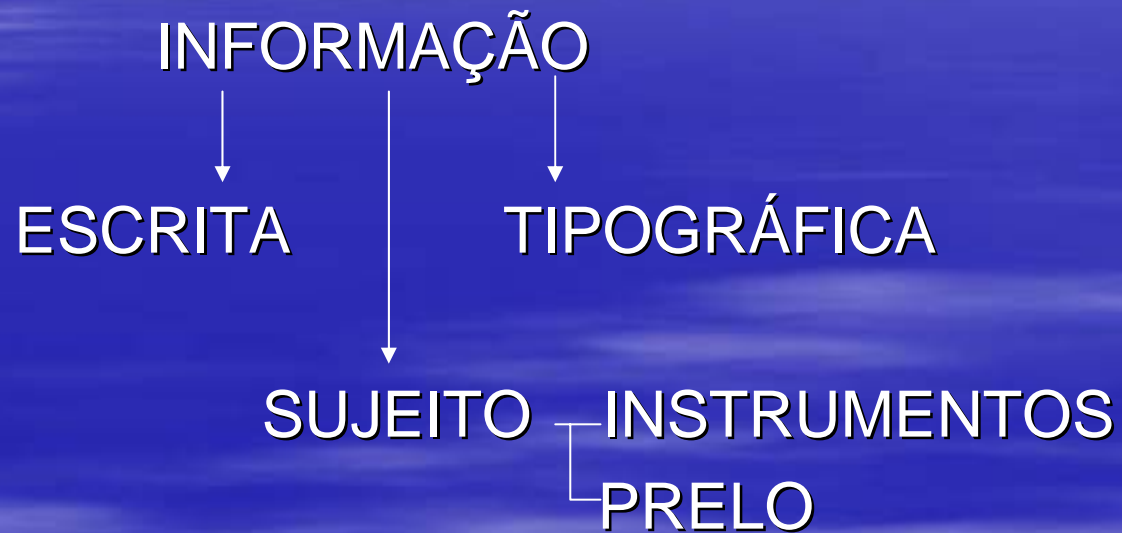 INFORMAÇÃO
ESCRITA TIPOGRÁFICA
SUJEITO INSTRUMENTOS
PRELO